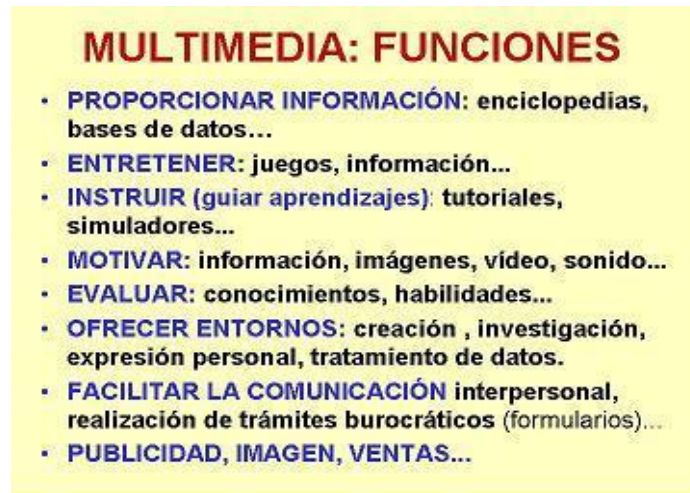 MULTIMEDIA: FUNCIONES
• PROPORCIONAR INFORMACIÓN: enciclopedias,
bases de datos...
• ENTRETENER: juegos, información...
• INSTRUIR (guiar aprendizajes): tutoriales,
simuladores...
• MOTIVAR: información, imágenes, vídeo, sonido...
• EVALUAR: conocimientos, habilidades...
• OFRECER ENTORNOS: creación , investigación,
expresión personal, tratamiento de datos.
• FACILITAR LA COMUNICACIÓN interpersonal,
realización de trámites burocráticos (formularios)...
• PUBLICIDAD, IMAGEN, VENTAS...